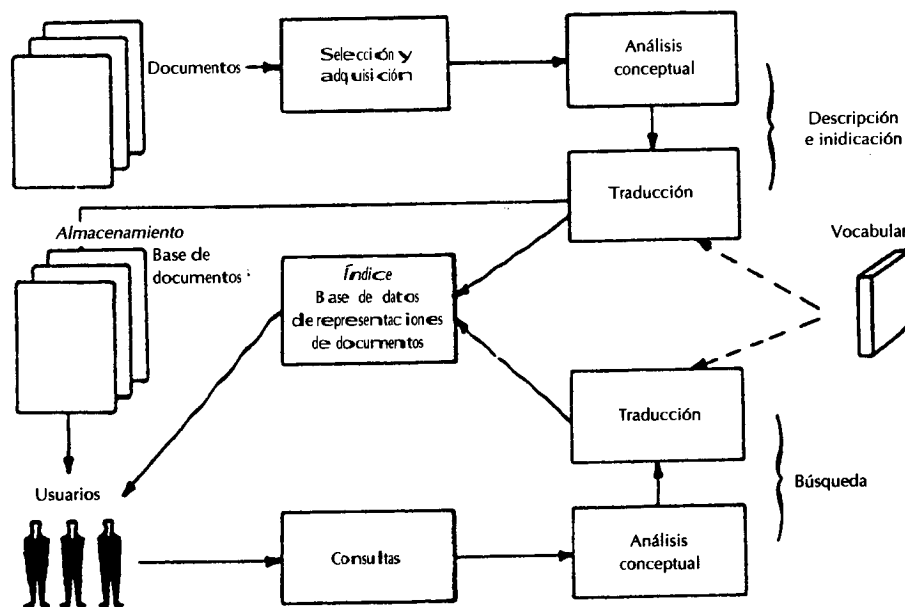 Documentos
Selección y
adquisición
Análisis
conceptual
Descripción
e inidicación
Traducción
Almacenamiento
Base de
documentos
Vocabular
Índice
Base de datos
de representaciones
de documentos
Traducción
Búsqueda
Usuarios
Consultas
Análisis
conceptual